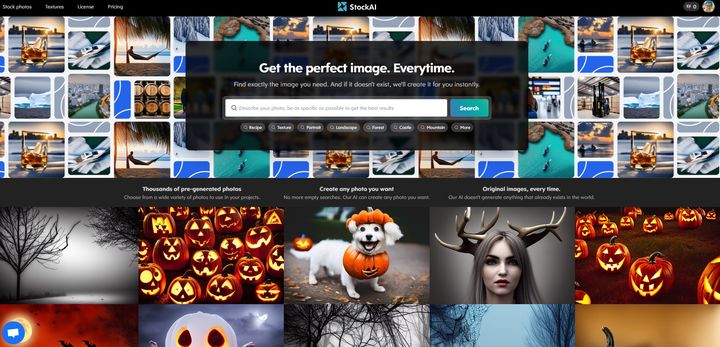 Stock photos
Textures
License
Pricing
StockAI
0
Get the perfect image. Everytime.
Find exactly the image you need. And if it doesn't exist, we'll create it for you instantly.
Describe your photo, be as specific as possible to get the best results
Search
Recipe
Texture
Portrait
Landscape
Forest
Castle
Mountain
More
Thousands of pre-generated photos
Choose from a wide variety of photos to use in your projects.
Create any photo you want
No more empty searches. Our AI can create any photo you want.
Original images, every time.
Our AI doesn't generate anything that already exists in the world.